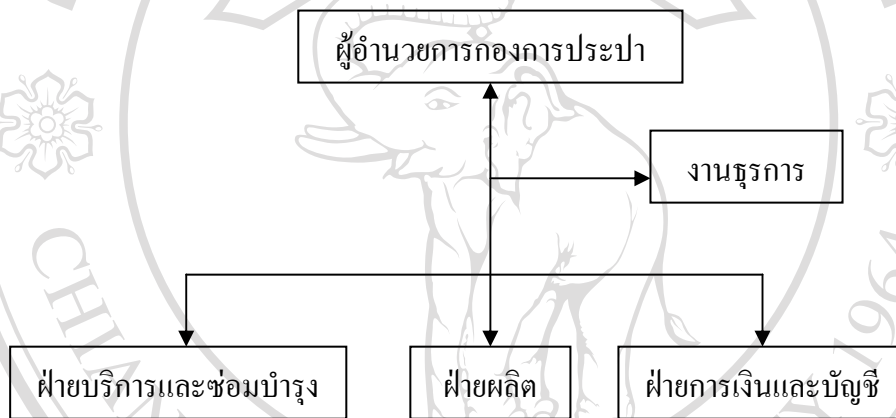 ผู้อำนวยการกองการประปา
งานธุรการ
ฝ่ายบริการและซ่อมบำรุง
ฝ่ายผลิต
ฝ่ายการเงินและบัญชี
CHIAN
1964